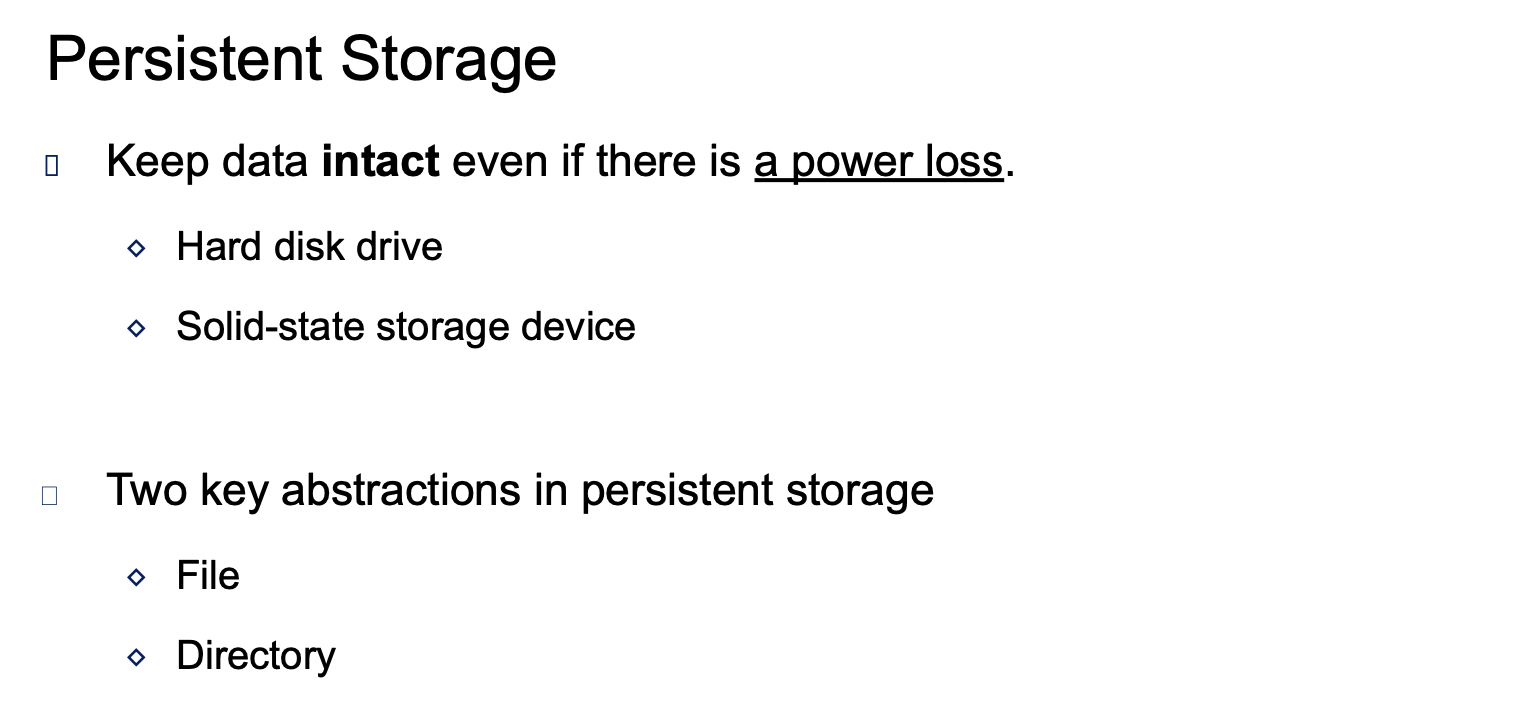 Persistent Storage
Keep data intact even if there is a power loss.
Hard disk drive
Solid-state storage device
Two key abstractions in persistent storage
File
Directory